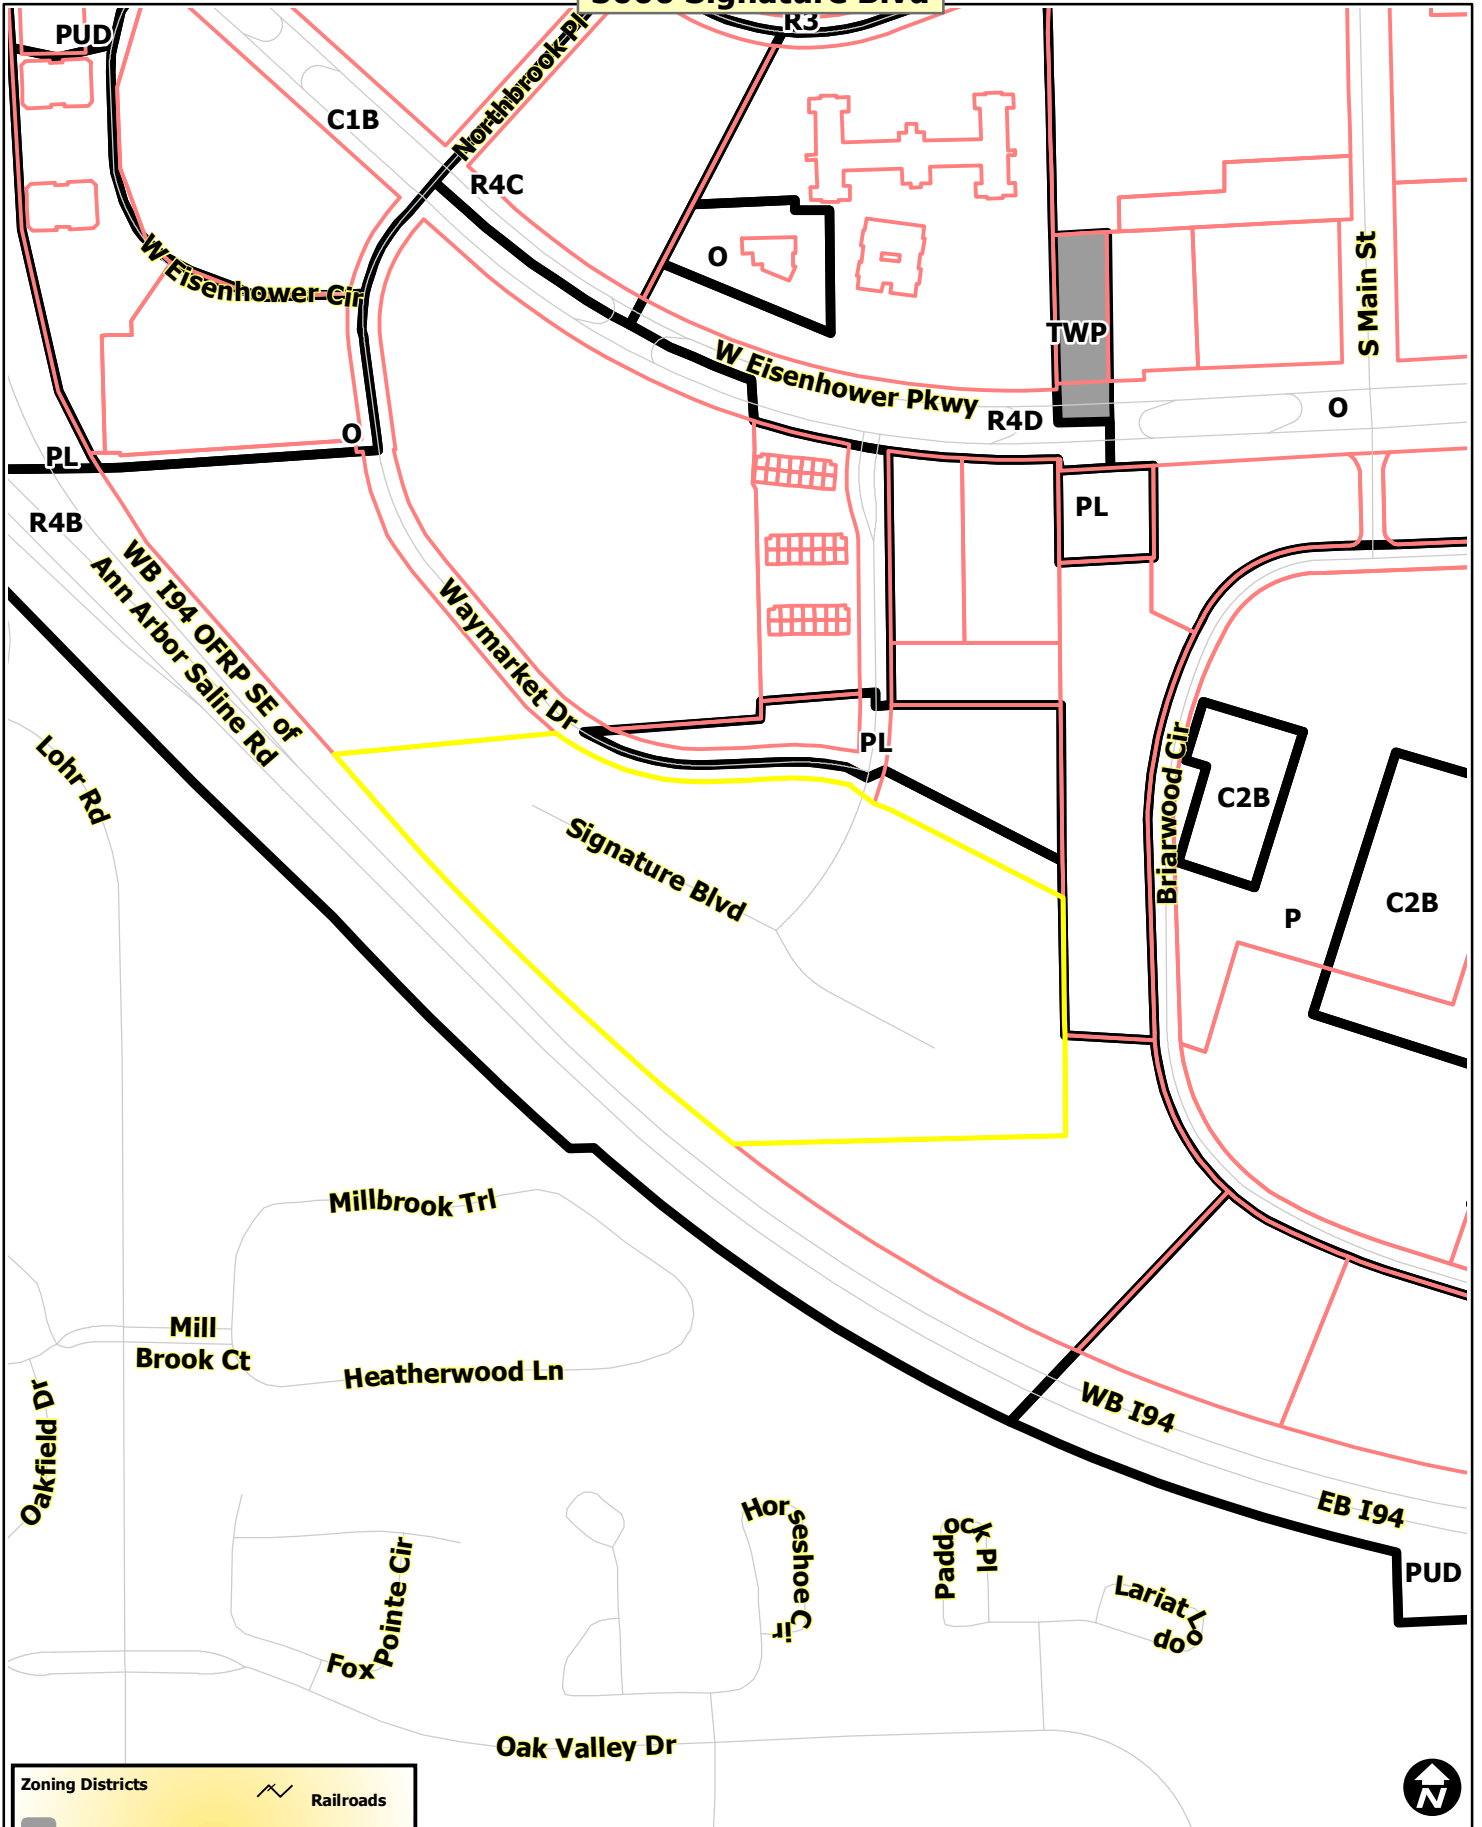 Signature Blvd
R3
PUD
Northbrook Pl
C1B
R4C
W Eisenhower Cir
O
S Main St
TWP
W Eisenhower Pkwy
R4D
O
O
PL
PL
R4B
WB I94 OFRP SE of
Ann Arbor Saline Rd
Waymarket Dr
PL
Lohr Rd
Briarwood Cir
C2B
Signature Blvd
C2B
P
Millbrook Trl
Mill
Brook Ct
Heatherwood Ln
Oakfield Dr
WB I94
EB I94
Horseshoe Cir
Paddock Pl
Lariat Loop
PUD
Fox Pointe Cir
Oak Valley Dr
Zoning Districts
Railroads
N